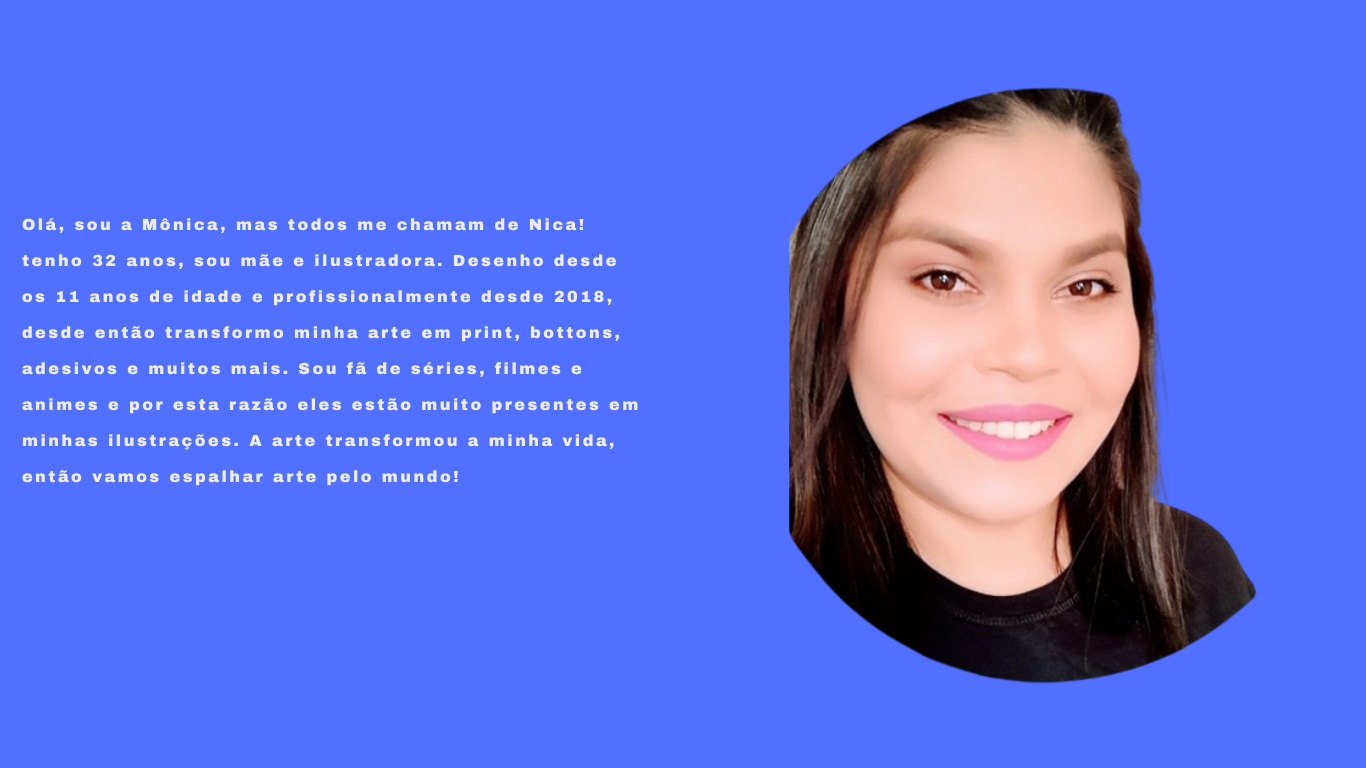 Olá, sou a Mônica, mas todos me chamam de Nica!
tenho 32 anos, sou mãe e ilustradora. Desenho desde
os 11 anos de idade e profissionalmente desde 2018,
desde então transformo minha arte em print, bottons,
adesivos e muitos mais. Sou fã de séries, filmes e
animes e por esta razão eles estão muito presentes em
minhas ilustrações. A arte transformou a minha vida,
então vamos espalhar arte pelo mundo!